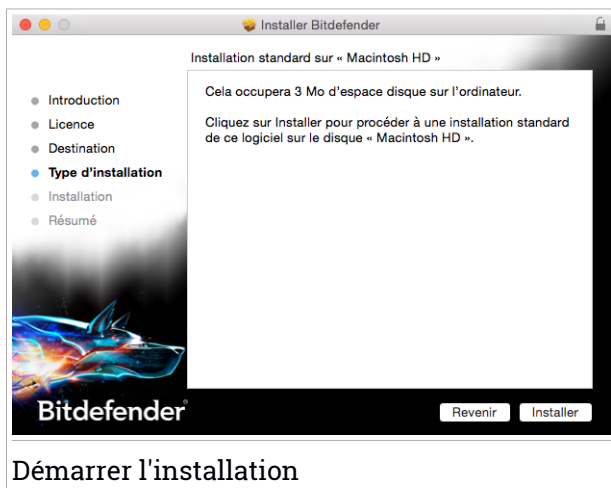 Installer Bitdefender
Installation standard sur « Macintosh HD »
Introduction
Licence
Destination
Type d'installation
Installation
Résumé
Cela occupera 3 Mo d'espace disque sur l'ordinateur.
Cliquez sur Installer pour procéder à une installation standard
de ce logiciel sur le disque « Macintosh HD ».
Bitdefender®
Revenir
Installer
Démarrer l'installation